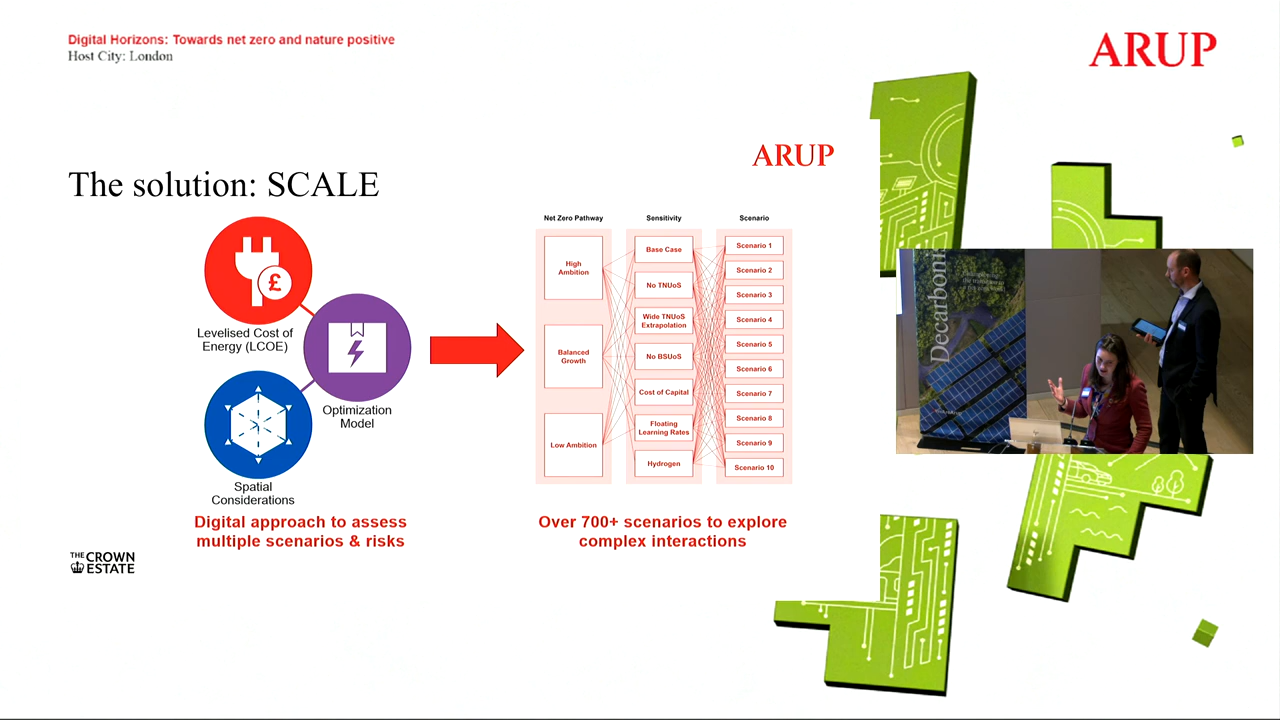 Digital Horizons: Towards net zero and nature positive
Host City: London
ARUP
ARUP
The solution: SCALE
£
Levelised Cost of
Energy (LCOE)
Optimization
Model
Spatial
Considerations
Digital approach to assess
multiple scenarios & risks
Net Zero Pathway
High
Ambition
Balanced
Growth
Low Ambition
Sensitivity
Base Case
No TNUoS
Wide TNUoS
Extrapolation
No BSUoS
Cost of Capital
Floating
Learning Rates
Hydrogen
Scenario
Scenario 1
Scenario 2
Scenario 3
Scenario 4
Scenario 5
Scenario 6
Scenario 7
Scenario 8
Scenario 9
Scenario 10
Over 700+ scenarios to explore
complex interactions
THE CROWN
ESTATE
Decarbonis